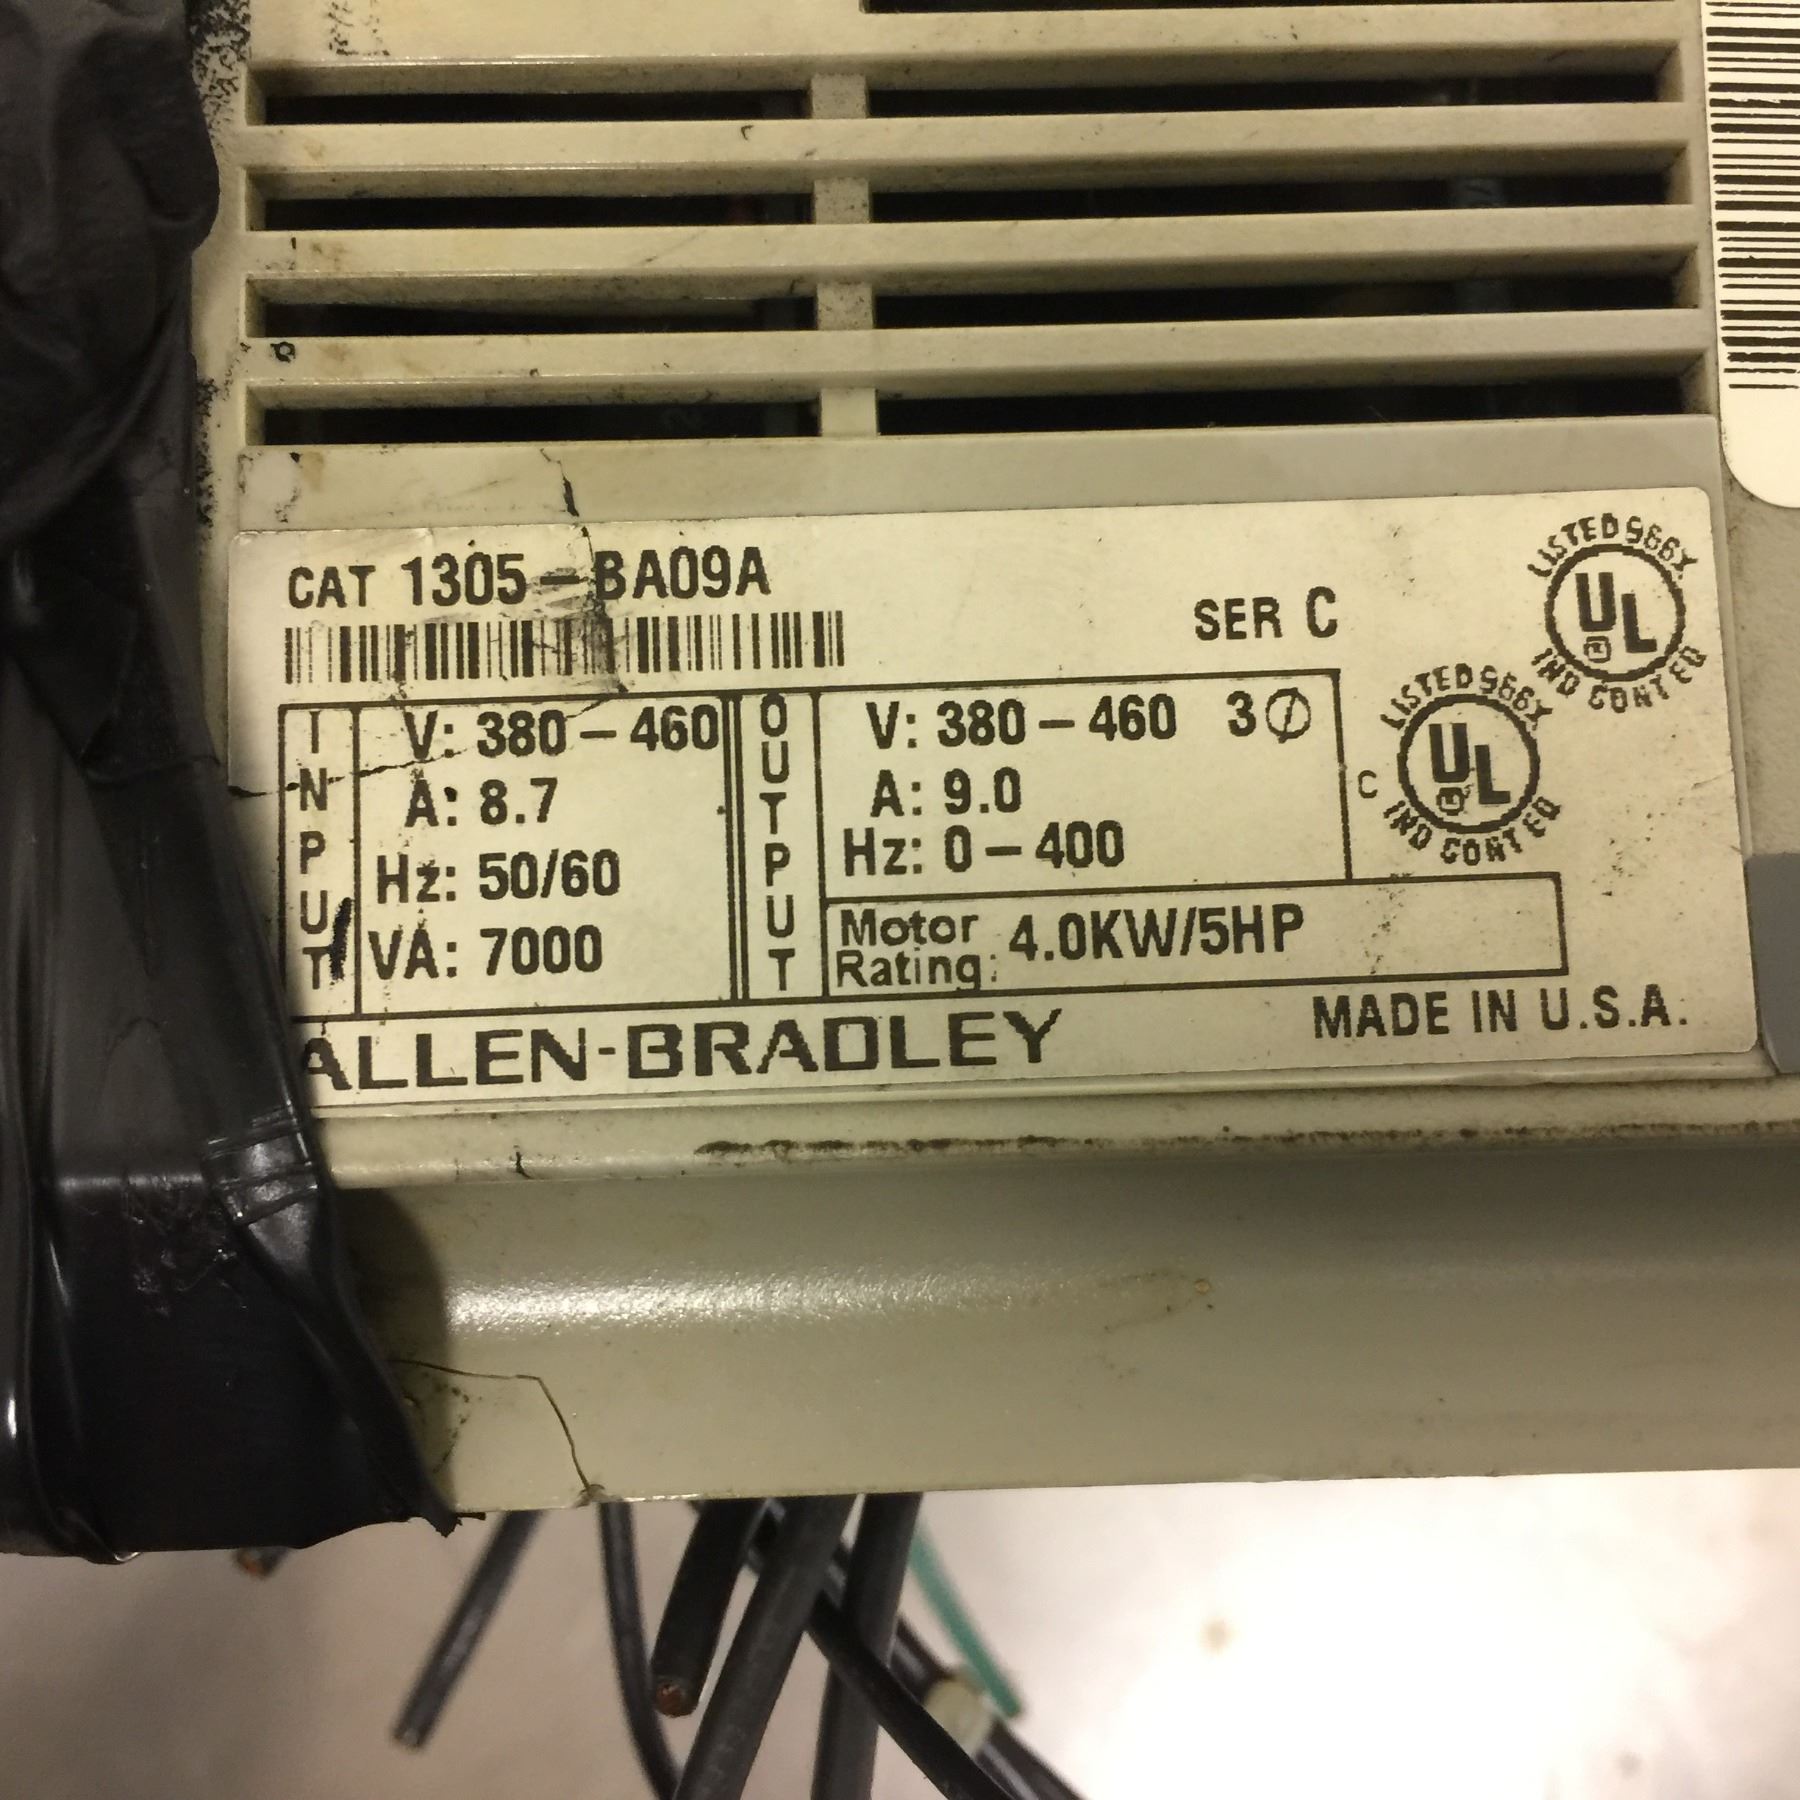 CAT 1305-BA09A
SER C
LISTED 966X
UL
IND CONT EQ
INPUT
V: 380-460
A: 8.7
Hz: 50/60
VA: 7000
OUTPUT
V: 380-460 3Ø
A: 9.0
Hz: 0-400
Motor Rating: 4.0KW/5HP
LISTED 966X
C UL
IND CONT EQ
ALLEN-BRADLEY
MADE IN U.S.A.